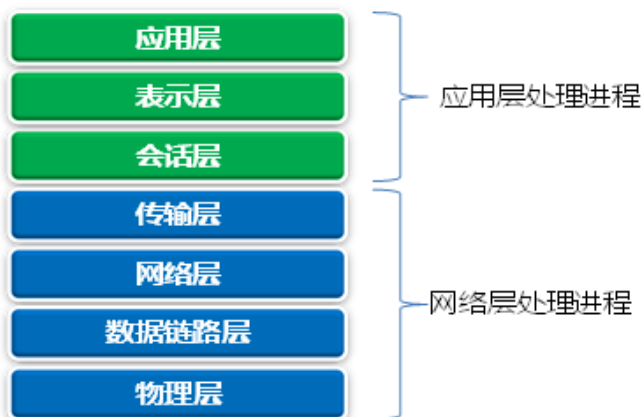 应用层
表示层
会话层
应用层处理进程
传输层
网络层
数据链路层
物理层
网络层处理进程